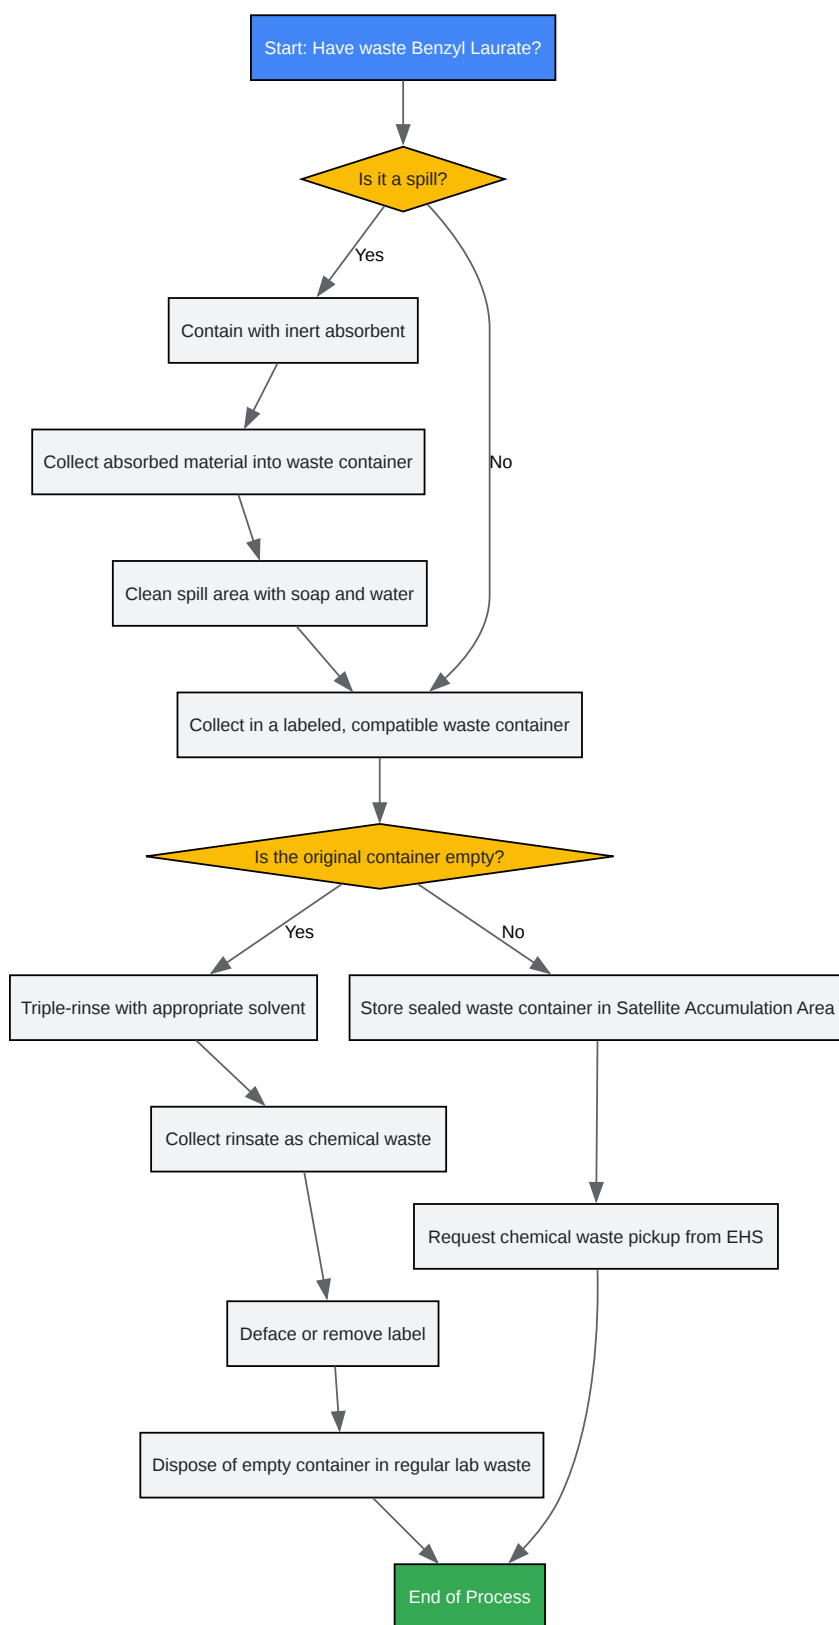 Start: Have waste Benzyl Laurate?
Is it a spill?
Yes
Contain with inert absorbent
Collect absorbed material into waste container
No
Clean spill area with soap and water
Collect in a labeled, compatible waste container
Is the original container empty?
Yes
No
Triple-rinse with appropriate solvent
Store sealed waste container in Satellite Accumulation Area
Collect rinsate as chemical waste
Request chemical waste pickup from EHS
Deface or remove label
Dispose of empty container in regular lab waste
End of Process